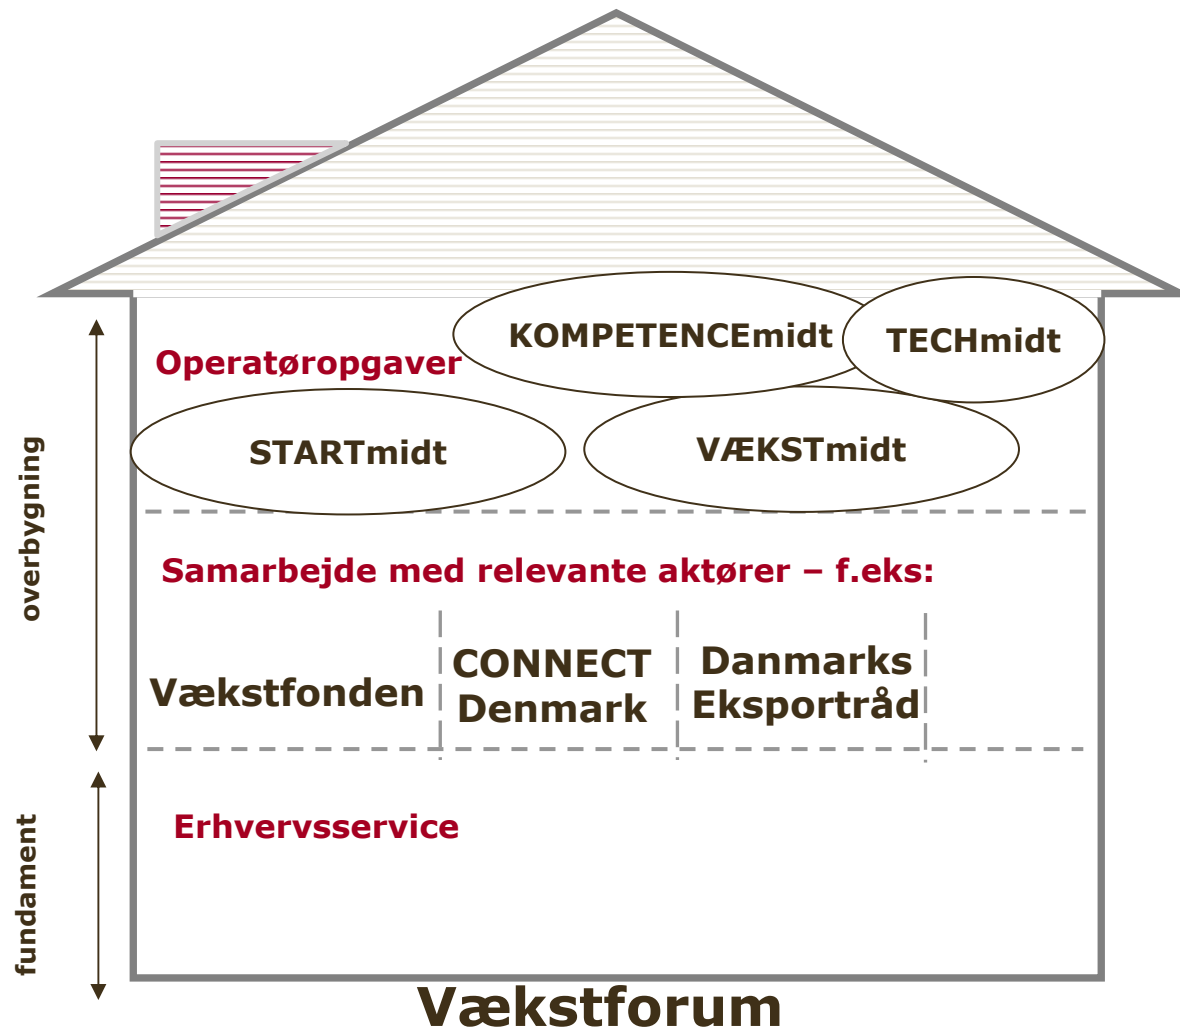 KOMPETENCEmidt
TECHmidt
Operatøropgaver
STARTmidt
VÆKSTmidt
overbygning
Samarbejde med relevante aktører – f.eks:
Vækstfonden
CONNECT
Denmark
Danmarks
Eksportråd
fundament
Erhvervsservice
Vækstforum